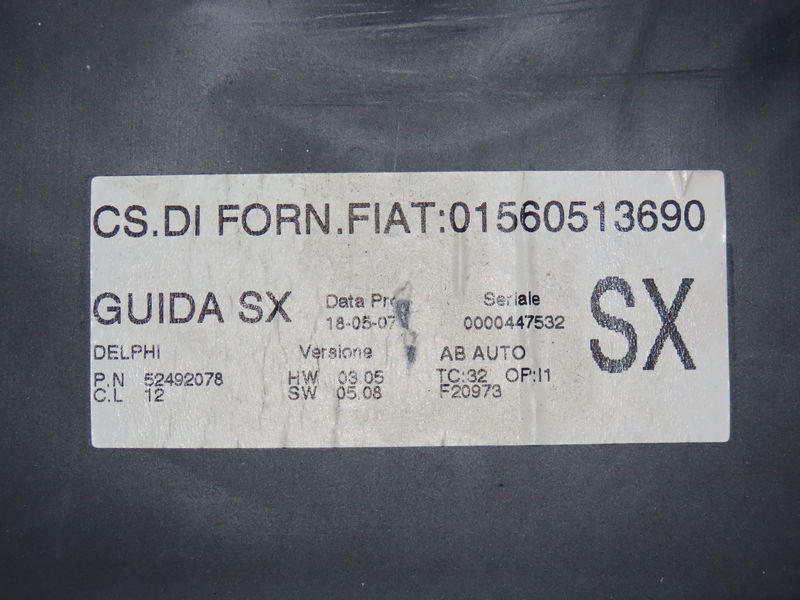 CS.DI FORN.FIAT:01560513690
GUIDA SX
Data Pro
18-05-07
Seriale
0000447532
SX
DELPHI
Versione
AB AUTO
P.N 52492078
HW 03.05
TC:32 OP:I1
C.L 12
SW 05.08
F20973